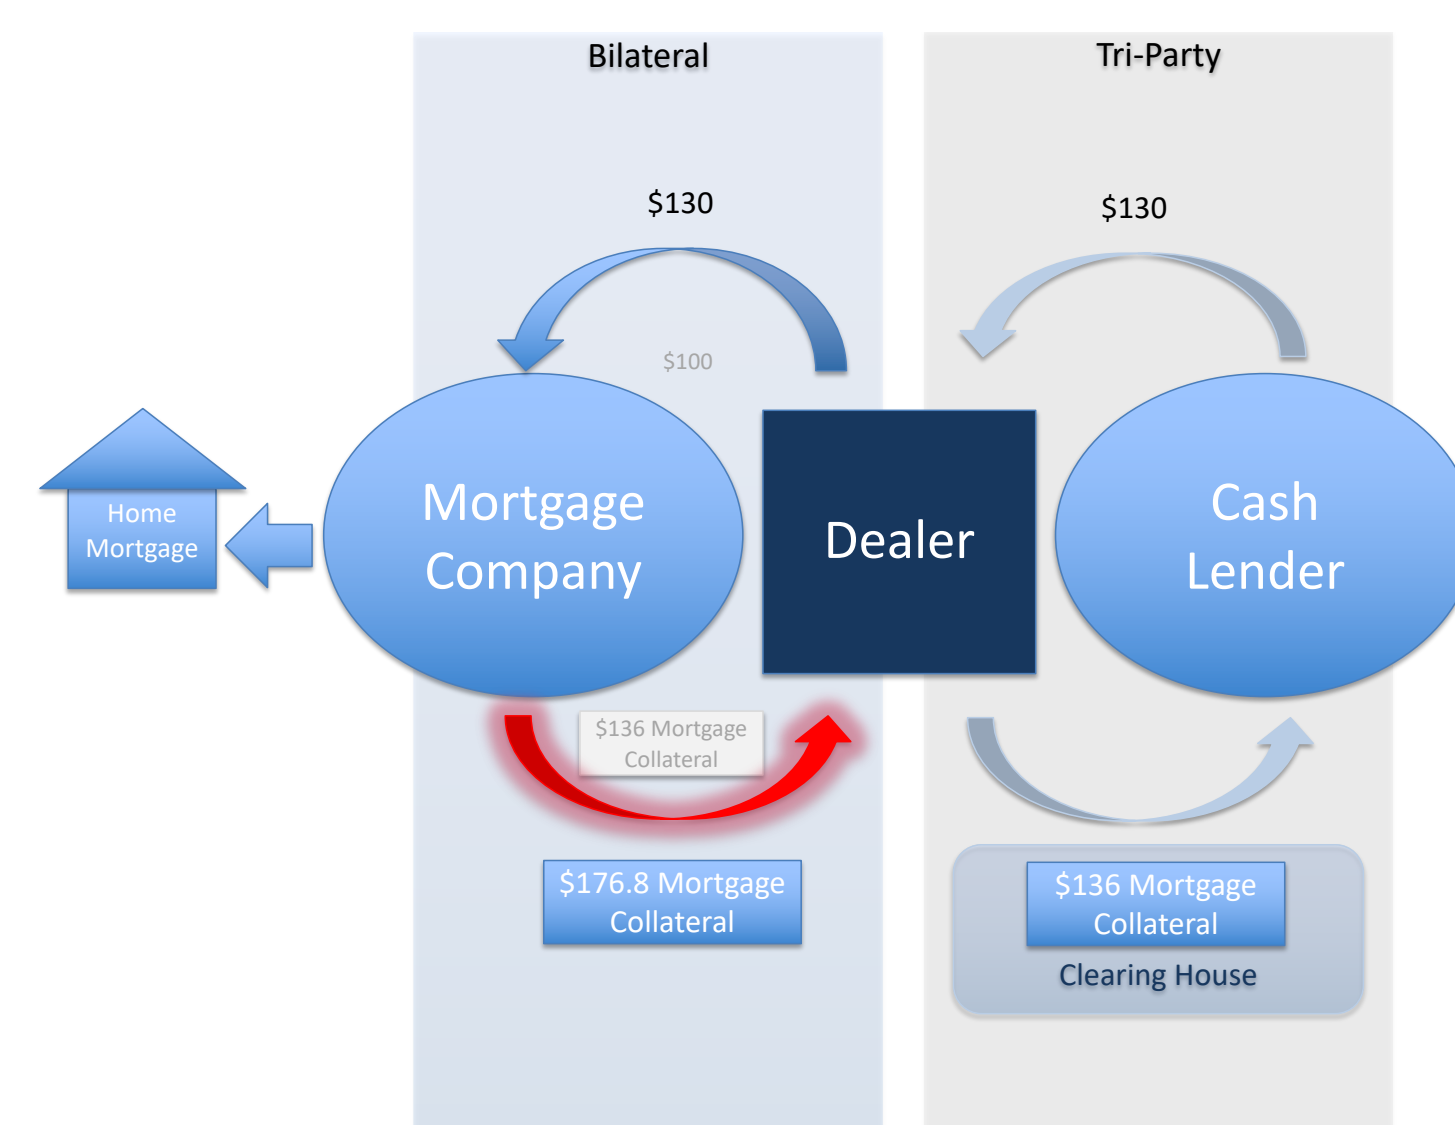 Bilateral
Tri-Party
$130
$130
$100
Home
Mortgage
Mortgage
Company
Dealer
Cash
Lender
$136 Mortgage
Collateral
$176.8 Mortgage
Collateral
$136 Mortgage
Collateral
Clearing House